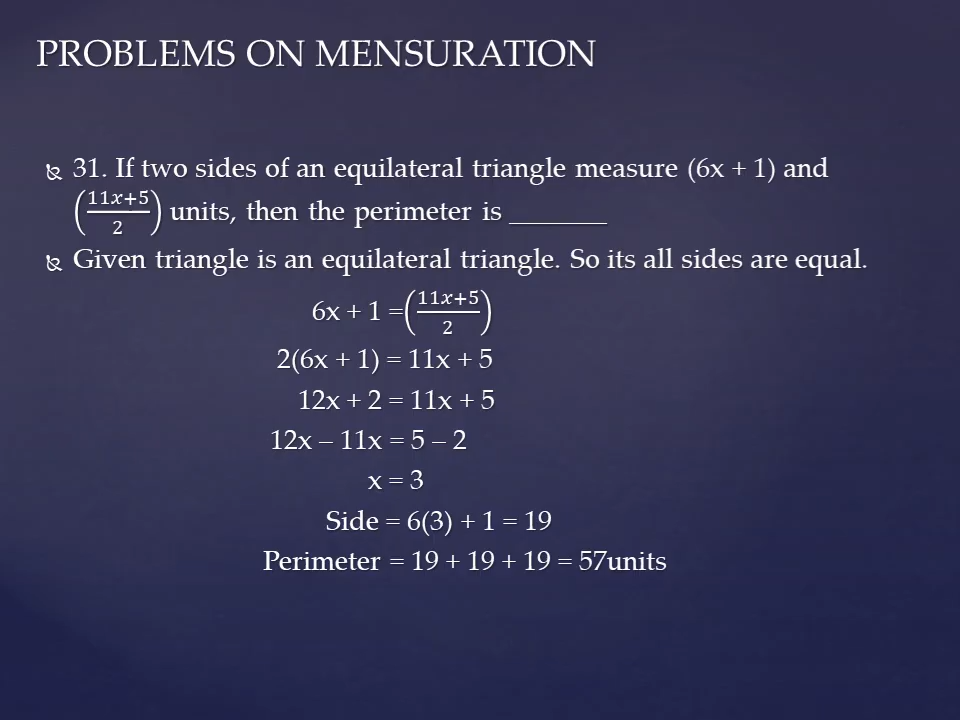 PROBLEMS ON MENSURATION
31. If two sides of an equilateral triangle measure (6x + 1) and
(11x+5/2) units, then the perimeter is _______
Given triangle is an equilateral triangle. So its all sides are equal.
6x + 1 =(11x+5/2)
2(6x + 1) = 11x + 5
12x + 2 = 11x + 5
12x – 11x = 5 – 2
x = 3
Side = 6(3) + 1 = 19
Perimeter = 19 + 19 + 19 = 57units